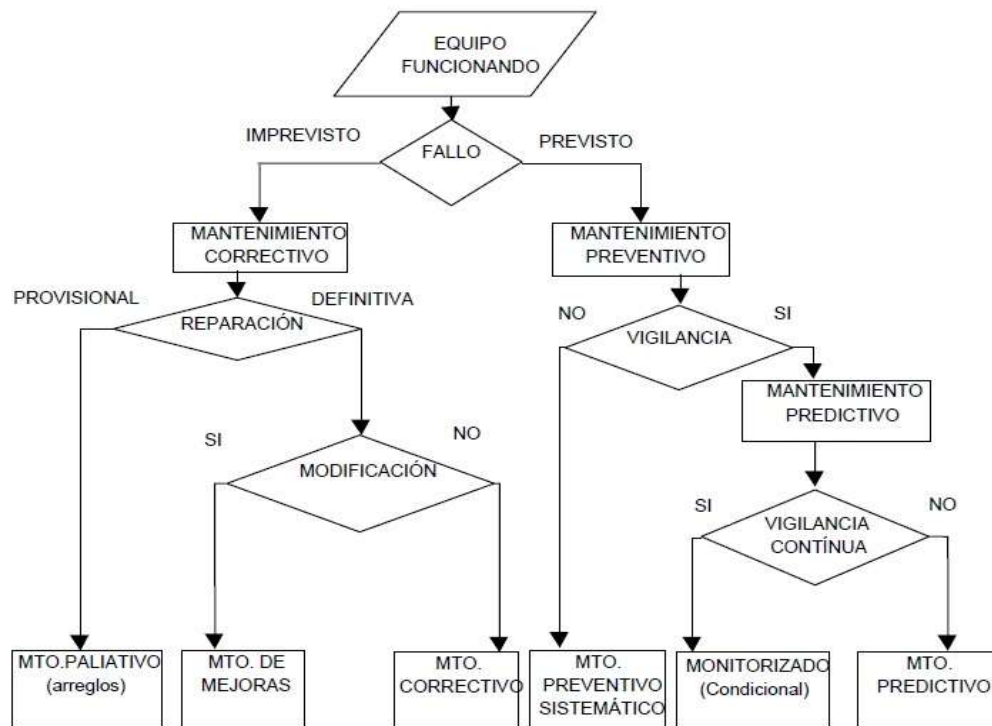 EQUIPO
FUNCIONANDO
IMPREVISTO
FALLO
PREVISTO
MANTENIMIENTO
CORRECTIVO
MANTENIMIENTO
PREVENTIVO
PROVISIONAL
DEFINITIVA
REPARACIÓN
NO
SI
VIGILANCIA
MANTENIMIENTO
PREDICTIVO
SI
NO
MODIFICACIÓN
SI
NO
VIGILANCIA
CONTÍNUA
MTO.PALIATIVO
(arreglos)
MTO. DE
MEJORAS
MTO.
CORRECTIVO
MTO.
PREVENTIVO
SISTEMÁTICO
MONITORIZADO
(Condicional)
MTO.
PREDICTIVO